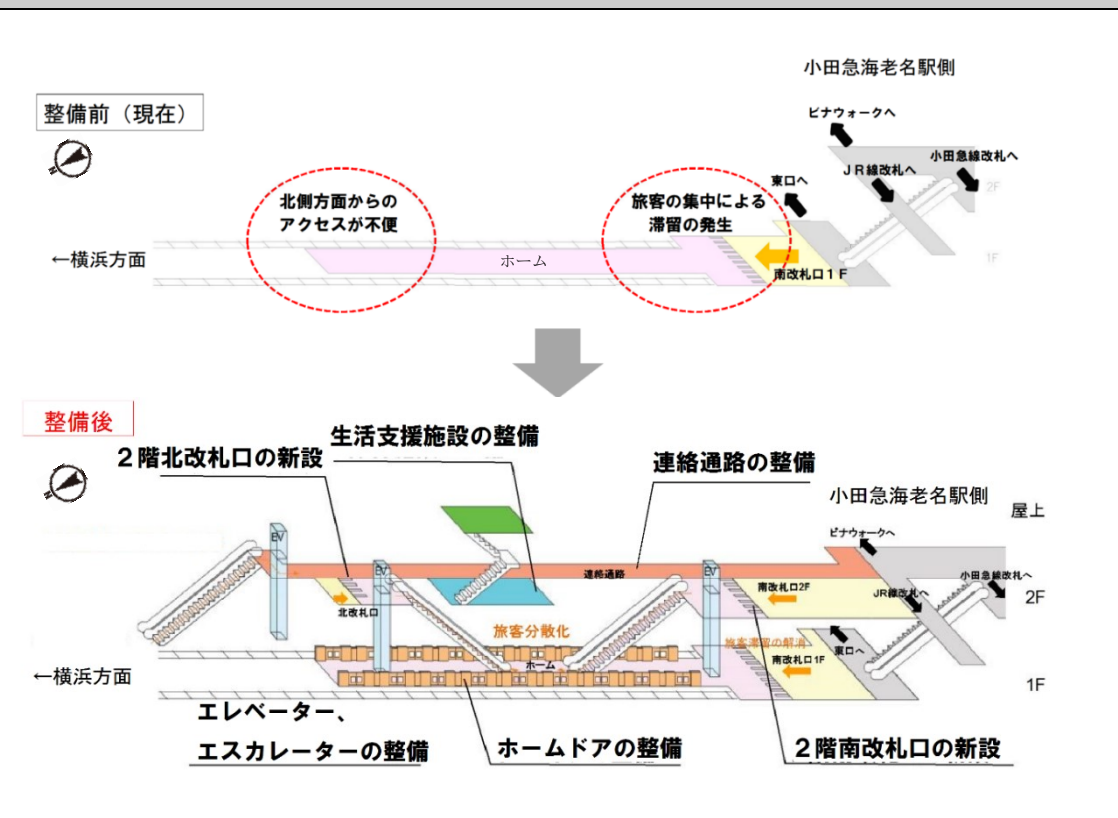 小田急海老名駅側
整備前（現在）
ビナウォークへ
小田急線改札へ
ＪＲ線改札へ
東口へ
2F
北側方面からの
アクセスが不便
旅客の集中による
滞留の発生
←横浜方面
ホーム
南改札口１Ｆ
1F
整備後
生活支援施設の整備
２階北改札口の新設
連絡通路の整備
小田急海老名駅側
屋上
ビナウォークへ
EV
EV
連絡通路
EV
南改札口2F
JR線改札へ
小田急線改札へ
2F
北改札口
旅客分散化
旅客滞留の解消
東口へ
ホーム
南改札口1F
←横浜方面
1F
エレベーター、
エスカレーターの整備
ホームドアの整備
２階南改札口の新設